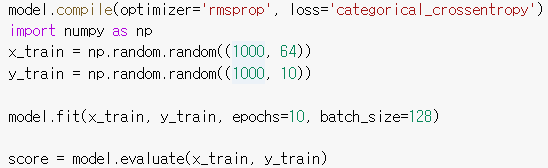 model.compile(optimizer='rmsprop', loss='categorical_crossentropy')
import numpy as np
x_train = np.random.random((1000, 64))
y_train = np.random.random((1000, 10))
model.fit(x_train, y_train, epochs=10, batch_size=128)
score = model.evaluate(x_train, y_train)